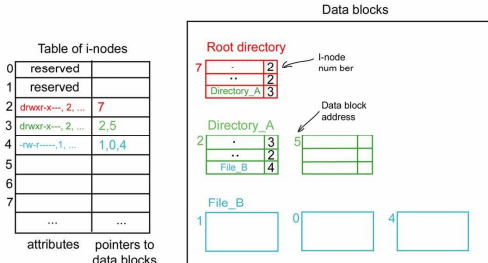 Data blocks
Table of i-nodes
0 reserved
1 reserved
2 drwxr-x---, 2, ... 7
3 drwxr-x---, 2, ... 2,5
4 -rw-r-----,1, ... 1,0,4
5
6
7
... ...
attributes pointers to
data blocks
Root directory
7 . 2
.. 2
Directory_A 3
I-node
num ber
Data block
address
Directory_A
2 . 3
.. 2
File_B 4
5
File_B
1 0 4